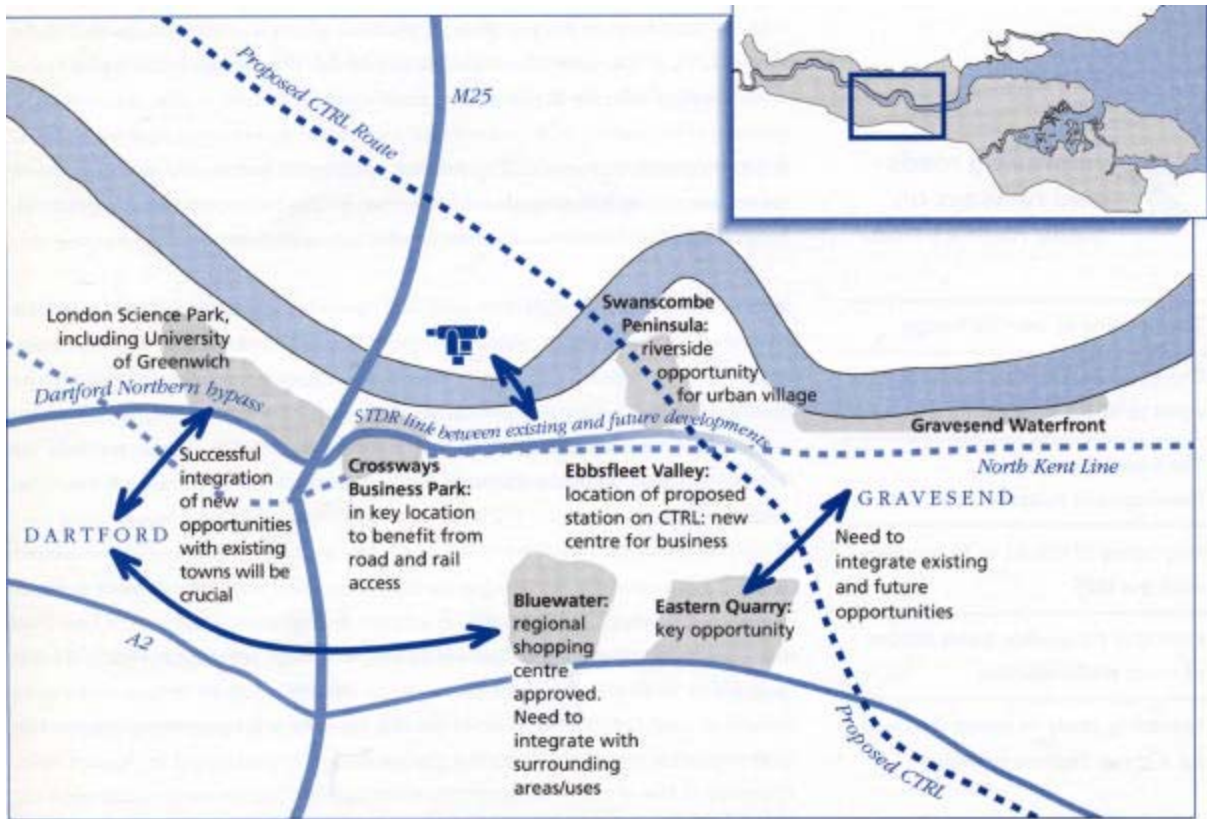 Proposed CTRL Route
M25
London Science Park,
including University
of Greenwich
Dartford Northern bypass
Swanscombe
Peninsula:
riverside
opportunity
for urban village
STDR link between existing and future developments
Gravesend Waterfront
North Kent Line
Successful
integration
of new
opportunities
with existing
towns will be
crucial
DARTFORD
Crossways
Business Park:
in key location
to benefit from
road and rail
access
Ebbsfleet Valley:
location of proposed
station on CTRL: new
centre for business
GRAVESEND
Need to
integrate existing
and future
opportunities
A2
Bluewater:
regional
shopping
centre
approved.
Need to
integrate with
surrounding
areas/uses
Eastern Quarry:
key opportunity
Proposed CTRL